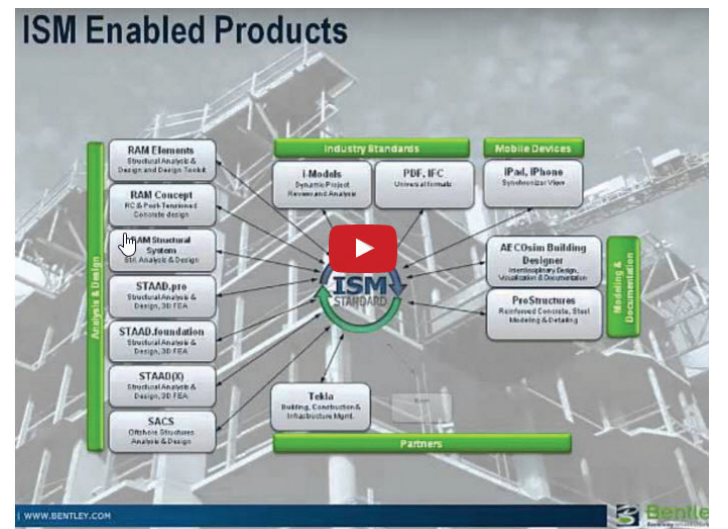 ISM Enabled Products
Industry Standards
Mobile Devices
RAM Elements
Structural Analysis &
Design and Design Toolkit
i-Models
Dynamic Project
Review and Analysis
PDF, IFC
Universal formats
iPad, iPhone
Synchronizer View
RAM Concept
RC & Post-Tensioned
Concrete design
RAM Structural
System
Analysis & Design
AECOsim Building
Designer
Interdisciplinary Design,
Visualization & Documentation
STAAD.pro
Structural Analysis &
Design, 3D FEA
ISM
STANDARD
ProStructures
Reinforced Concrete, Steel
Modeling & Detailing
Modeling &
Documentation
Analysis & Design
STAAD.foundation
Structural Analysis &
Design, 3D FEA
STAAD(X)
Structural Analysis &
Design, 3D FEA
SACS
Offshore Structures
Analysis & Design
Tekla
Building, Construction &
Infrastructure Mgmt.
Partners
WWW.BENTLEY.COM
Bentle